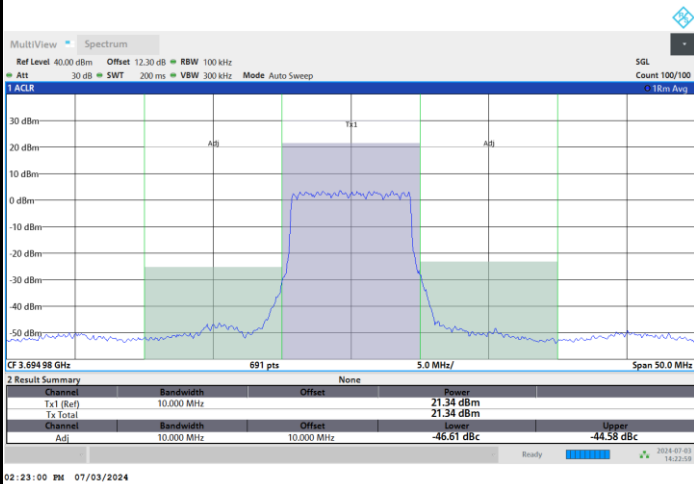 MultiView Spectrum
Ref Level 40.00 dBm Offset 12.30 dB RBW 100 kHz SGL
Att 30 dB SWT 200 ms VBW 300 kHz Mode Auto Sweep Count 100/100
1 ACLR 1Rm Avg
30 dBm
Tx1
20 dBm
Adj Adj
10 dBm
0 dBm
-10 dBm
-20 dBm
-30 dBm
-40 dBm
-50 dBm
CF 3.694 98 GHz 691 pts 5.0 MHz/ Span 50.0 MHz
2 Result Summary None
Channel Bandwidth Offset Power
Tx1 (Ref) 10.000 MHz 21.34 dBm
Tx Total 21.34 dBm
Channel Bandwidth Offset Lower Upper
Adj 10.000 MHz 10.000 MHz -46.61 dBc -44.58 dBc
Ready 2024-07-03
14:22:59
02:23:00 PM 07/03/2024